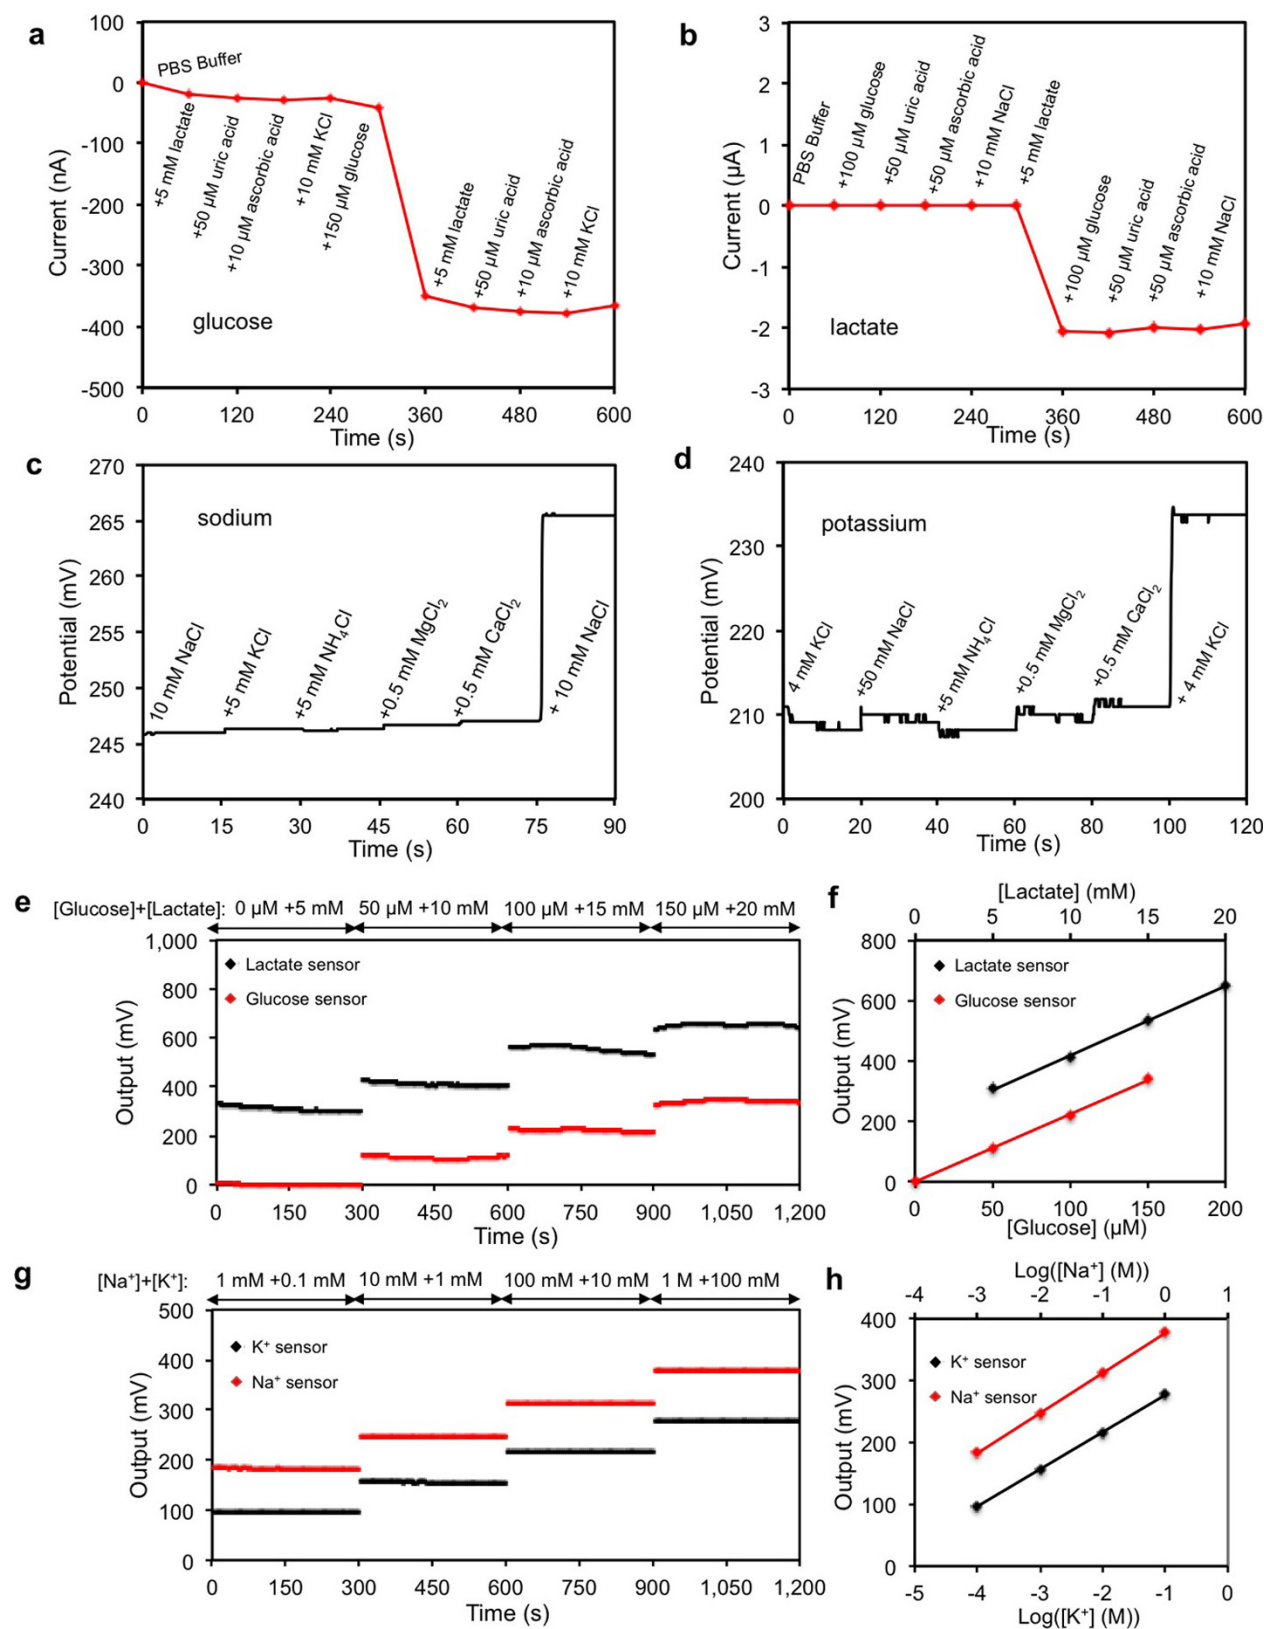 a
100
0
-100
-200
-300
-400
-500
Current (nA)
PBS Buffer
+5 mM lactate
+50 µM uric acid
+10 µM ascorbic acid
+10 mM KCl
+150 µM glucose
+5 mM lactate
+50 µM uric acid
+10 µM ascorbic acid
+10 mM KCl
glucose
0 120 240 360 480 600
Time (s)
b
3
2
1
0
-1
-2
-3
Current (µA)
PBS Buffer
+100 µM glucose
+50 µM uric acid
+50 µM ascorbic acid
+10 mM NaCl
+5 mM lactate
+100 µM glucose
+50 µM uric acid
+50 µM ascorbic acid
+10 mM NaCl
lactate
0 120 240 360 480 600
Time (s)
c
270
265
260
255
250
245
240
Potential (mV)
sodium
10 mM NaCl
+5 mM KCl
+5 mM NH₄Cl
+0.5 mM MgCl₂
+0.5 mM CaCl₂
+ 10 mM NaCl
0 15 30 45 60 75 90
Time (s)
d
240
230
220
210
200
Potential (mV)
potassium
4 mM KCl
+50 mM NaCl
+5 mM NH₄Cl
+0.5 mM MgCl₂
+0.5 mM CaCl₂
+ 4 mM KCl
0 20 40 60 80 100 120
Time (s)
e
[Glucose]+[Lactate]: 0 µM +5 mM 50 µM +10 mM 100 µM +15 mM 150 µM +20 mM
1,000
800
600
400
200
0
Output (mV)
Lactate sensor
Glucose sensor
0 150 300 450 600 750 900 1,050 1,200
Time (s)
f
[Lactate] (mM)
0 5 10 15 20
800
600
400
200
0
Output (mV)
Lactate sensor
Glucose sensor
0 50 100 150 200
[Glucose] (µM)
g
[Na⁺]+[K⁺]: 1 mM +0.1 mM 10 mM +1 mM 100 mM +10 mM 1 M +100 mM
500
400
300
200
100
0
Output (mV)
K⁺ sensor
Na⁺ sensor
0 150 300 450 600 750 900 1,050 1,200
Time (s)
h
Log([Na⁺] (M))
-4 -3 -2 -1 0 1
400
300
200
100
0
Output (mV)
K⁺ sensor
Na⁺ sensor
-5 -4 -3 -2 -1 0
Log([K⁺] (M))